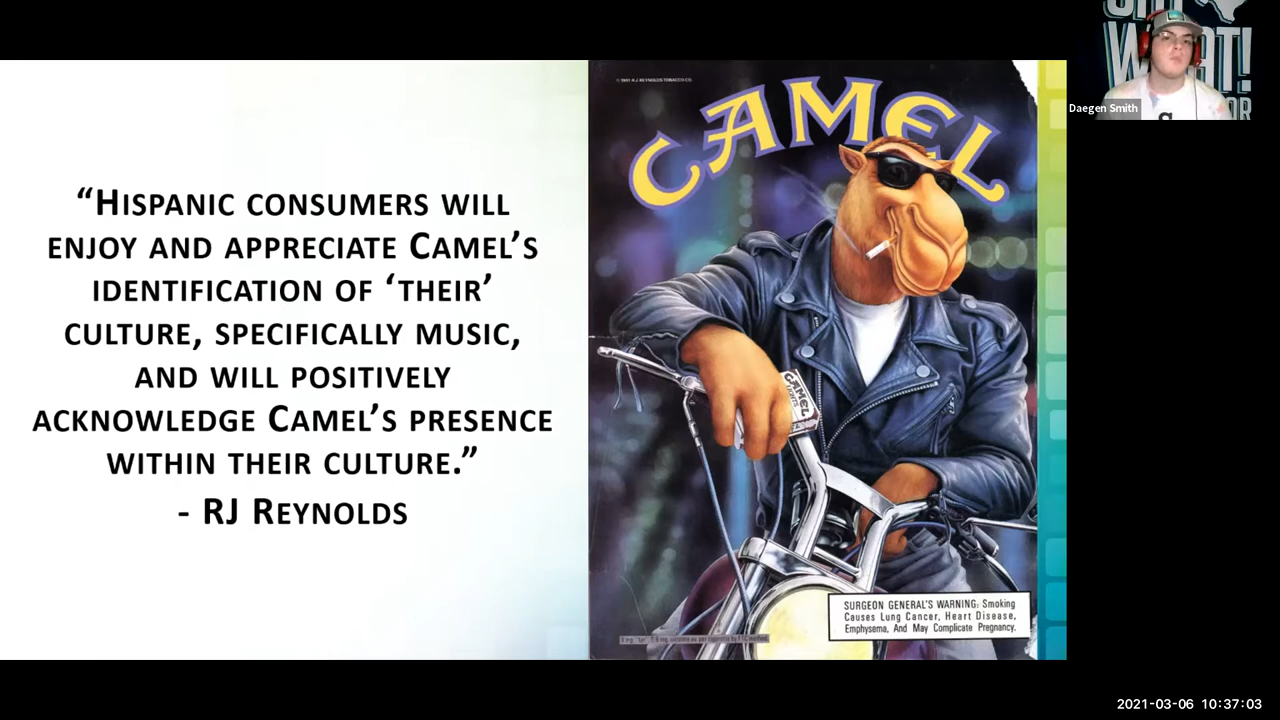 “Hispanic consumers will
enjoy and appreciate Camel’s
identification of ‘their’
culture, specifically music,
and will positively
acknowledge Camel’s presence
within their culture.”
- RJ Reynolds
CAMEL
CAMEL
LIGHTS
SURGEON GENERAL'S WARNING: Smoking
Causes Lung Cancer, Heart Disease,
Emphysema, And May Complicate Pregnancy.
Daegen Smith
2021-03-06 10:37:03